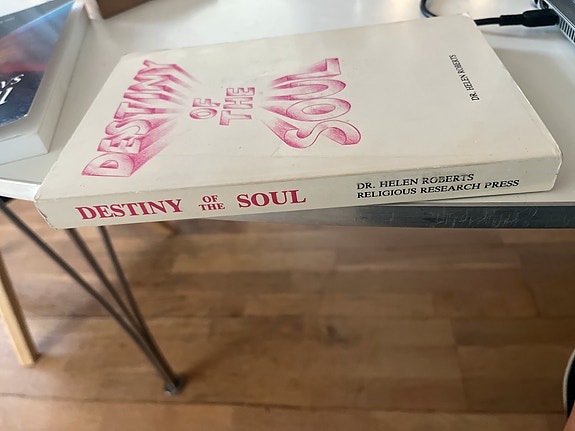 DESTINY
OF
THE
SOUL
DR. HELEN ROBERTS
DESTINY OF THE SOUL
DR. HELEN ROBERTS
RELIGIOUS RESEARCH PRESS